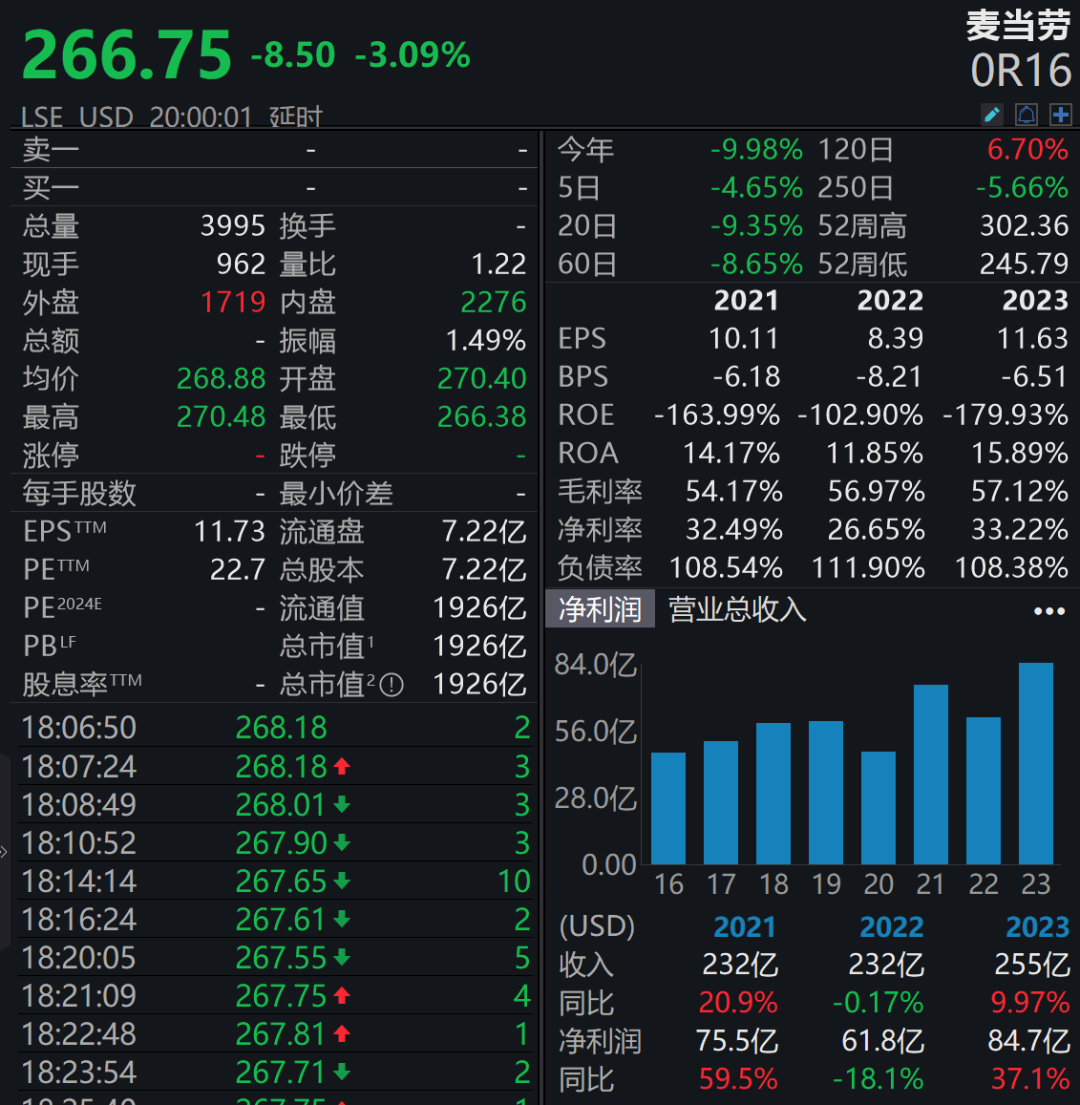 麦当劳
266.75 -8.50 -3.09%
0R16
LSE USD 20:00:01 延时
卖一 - -
买一 - -
总量 3995 换手 -
现手 962 量比 1.22
外盘 1719 内盘 2276
总额 - 振幅 1.49%
均价 268.88 开盘 270.40
最高 270.48 最低 266.38
涨停 - 跌停 -
每手股数 - 最小价差 -
EPSTTM 11.73 流通盘 7.22亿
PETTM 22.7 总股本 7.22亿
PE2024E - 流通值 1926亿
PBLF 总市值1 1926亿
股息率TTM - 总市值2 1926亿
18:06:50 268.18 2
18:07:24 268.18 3
18:08:49 268.01 3
18:10:52 267.90 3
18:14:14 267.65 10
18:16:24 267.61 2
18:20:05 267.55 5
18:21:09 267.75 4
18:22:48 267.81 1
18:23:54 267.71 2
今年 -9.98% 120日 6.70%
5日 -4.65% 250日 -5.66%
20日 -9.35% 52周高 302.36
60日 -8.65% 52周低 245.79
2021 2022 2023
EPS 10.11 8.39 11.63
BPS -6.18 -8.21 -6.51
ROE -163.99% -102.90% -179.93%
ROA 14.17% 11.85% 15.89%
毛利率 54.17% 56.97% 57.12%
净利率 32.49% 26.65% 33.22%
负债率 108.54% 111.90% 108.38%
净利润 营业总收入
84.0亿
56.0亿
28.0亿
0.00
16 17 18 19 20 21 22 23
(USD) 2021 2022 2023
收入 232亿 232亿 255亿
同比 20.9% -0.17% 9.97%
净利润 75.5亿 61.8亿 84.7亿
同比 59.5% -18.1% 37.1%